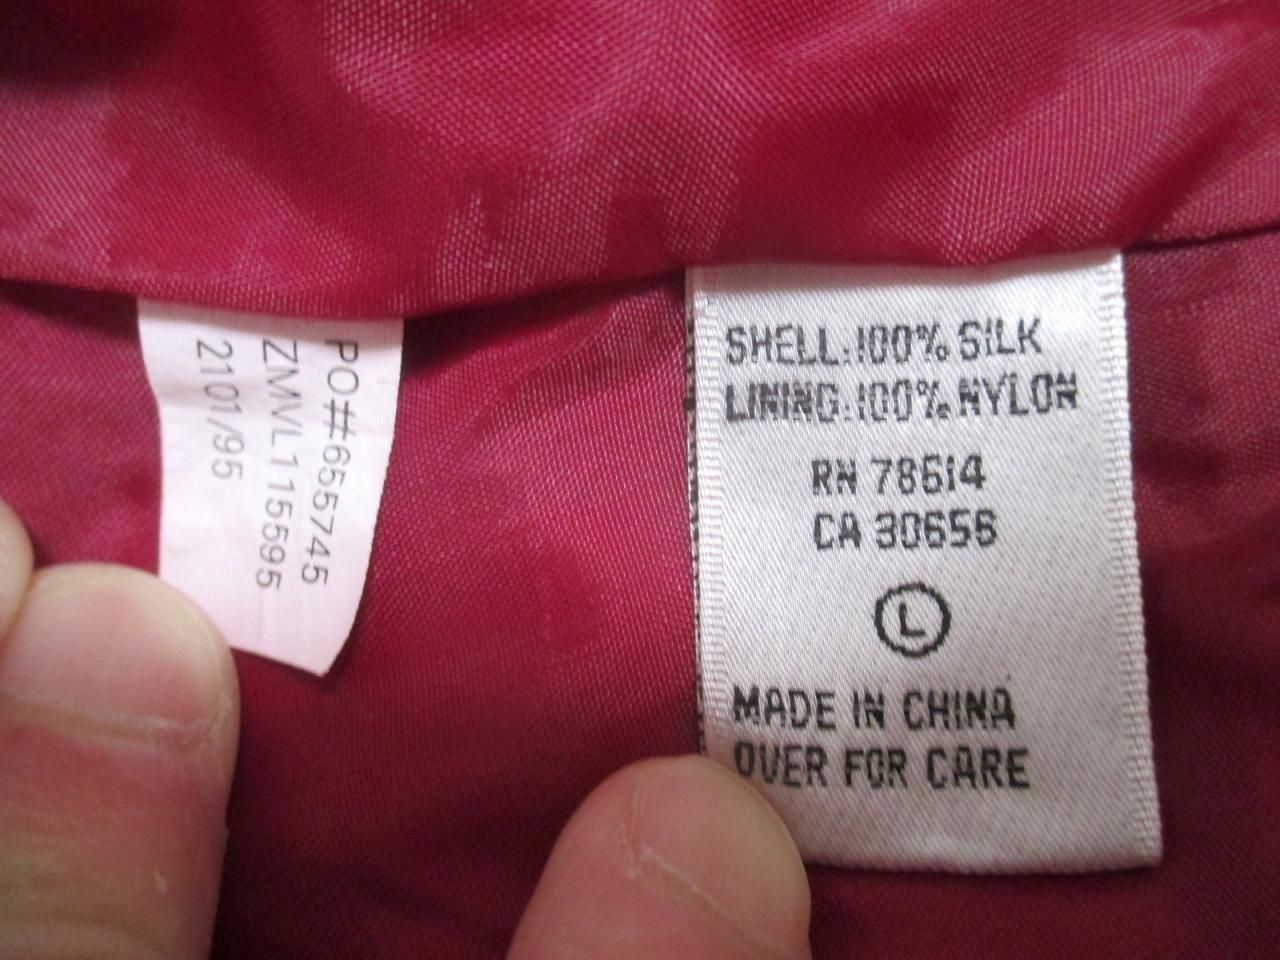 PO#655745
ZMVL115595
2101/95
SHELL:100% SILK
LINING:100% NYLON
RN 78614
CA 30656
L
MADE IN CHINA
OVER FOR CARE